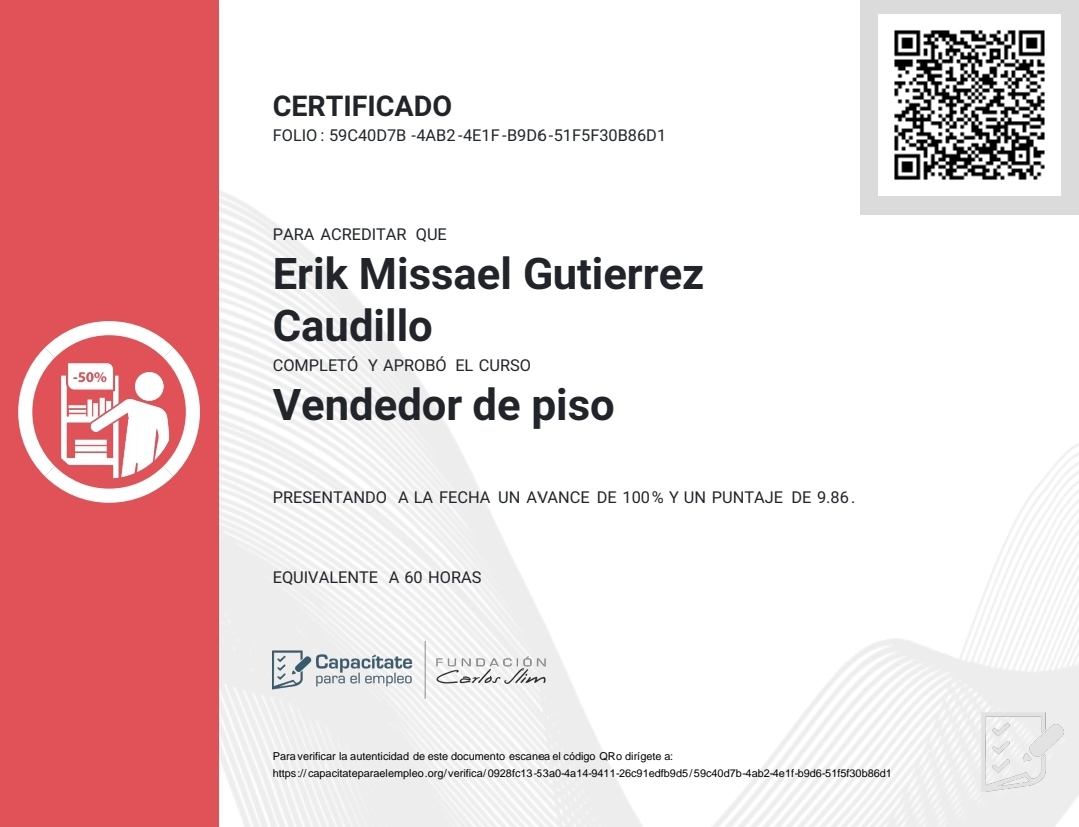 CERTIFICADO
FOLIO : 59C40D7B -4AB2-4E1F-B9D6-51F5F30B86D1
PARA ACREDITAR QUE
Erik Missael Gutierrez
Caudillo
COMPLETÓ Y APROBÓ EL CURSO
Vendedor de piso
-50%
PRESENTANDO A LA FECHA UN AVANCE DE 100% Y UN PUNTAJE DE 9.86.
EQUIVALENTE A 60 HORAS
Capacítate
para el empleo
FUNDACIÓN
Carlos Slim
Para verificar la autenticidad de este documento escanea el código QR o dirígete a:
https://capacitateparaelempleo.org/verifica/0928fc13-53a0-4a14-9411-26c91edfb9d5/59c40d7b-4ab2-4e1f-b9d6-51f5f30b86d1